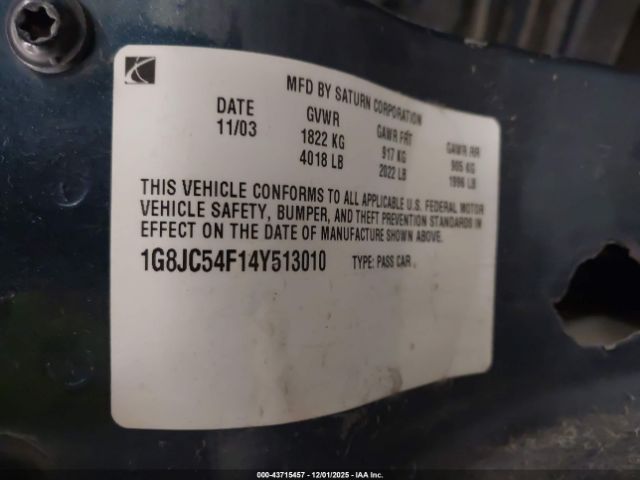 MFD BY SATURN CORPORATION
DATE GVWR GAWR FRT GAWR RR
11/03 1822 KG 917 KG 905 KG
4018 LB 2022 LB 1996 LB
THIS VEHICLE CONFORMS TO ALL APPLICABLE U.S. FEDERAL MOTOR
VEHICLE SAFETY, BUMPER, AND THEFT PREVENTION STANDARDS IN
EFFECT ON THE DATE OF MANUFACTURE SHOWN ABOVE.
1G8JC54F14Y513010 TYPE: PASS CAR
000-43715457 - 12/01/2025 - IAA Inc.